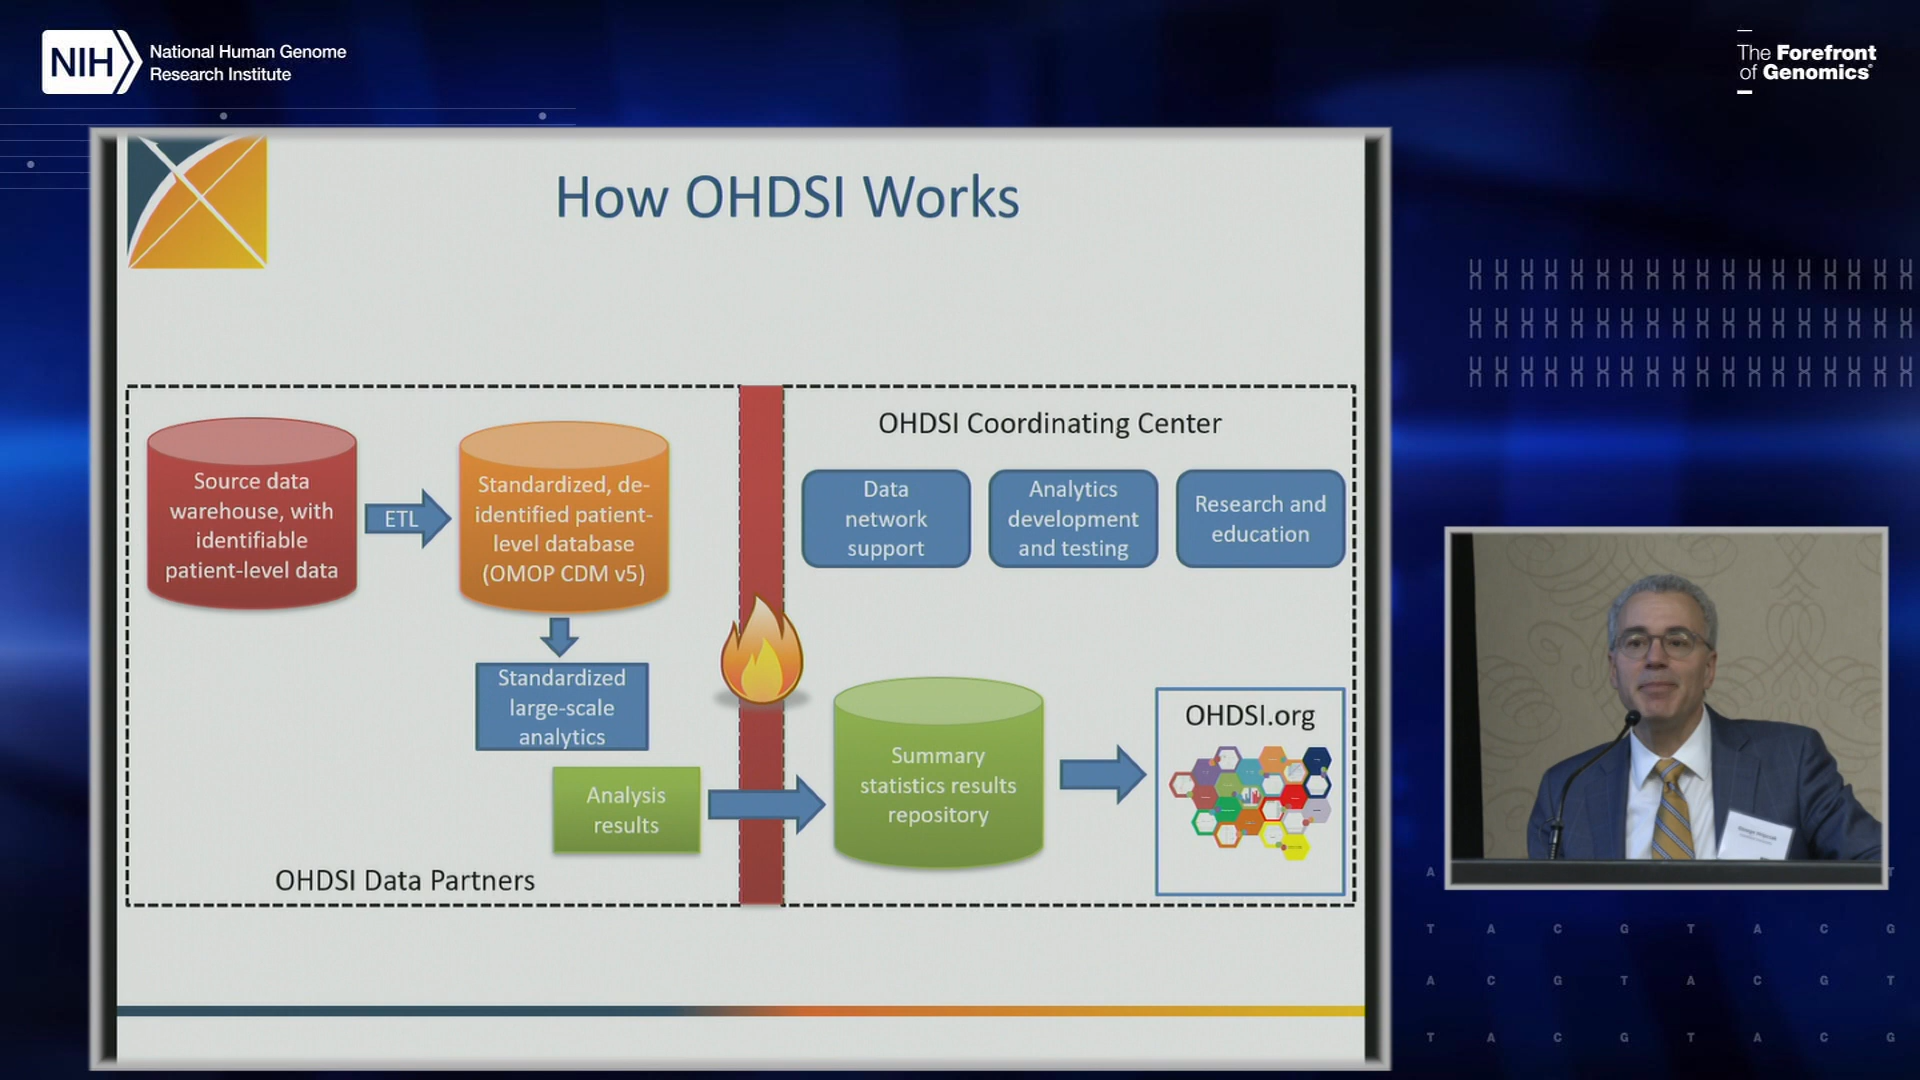 NIH
National Human Genome
Research Institute
The Forefront
of Genomics
How OHDSI Works
Source data
warehouse, with
identifiable
patient-level data
ETL
Standardized, de-
identified patient-
level database
(OMOP CDM v5)
Standardized
large-scale
analytics
Analysis
results
OHDSI Data Partners
OHDSI Coordinating Center
Data
network
support
Analytics
development
and testing
Research and
education
Summary
statistics results
repository
OHDSI.org
A T
T A C G T A C G
A C G T A C G T
T A C G T A C G